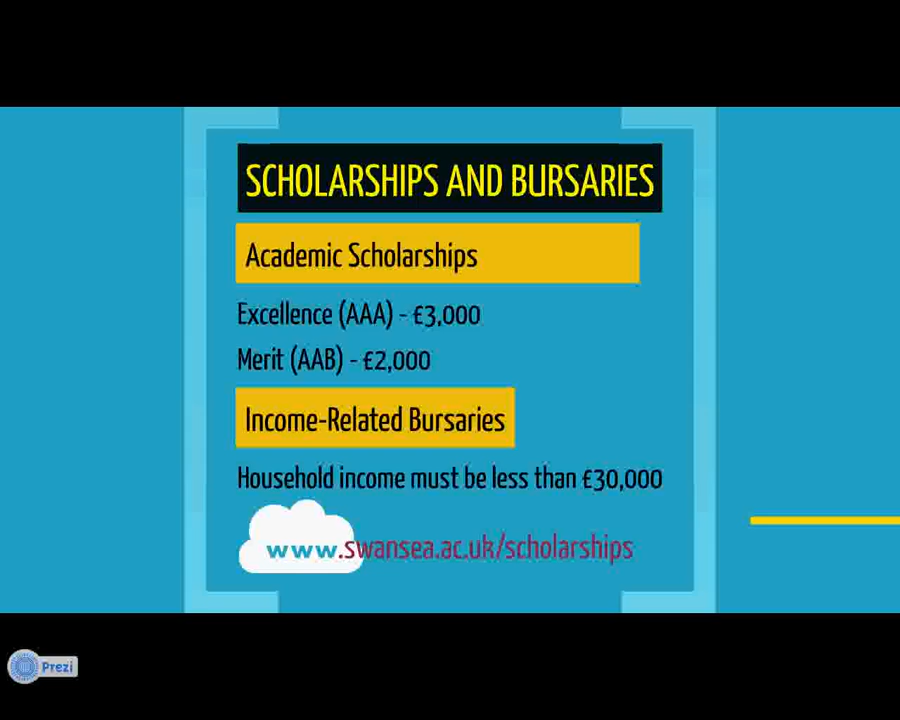 SCHOLARSHIPS AND BURSARIES
Academic Scholarships
Excellence (AAA) - £3,000
Merit (AAB) - £2,000
Income-Related Bursaries
Household income must be less than £30,000
www.swansea.ac.uk/scholarships
Prezi